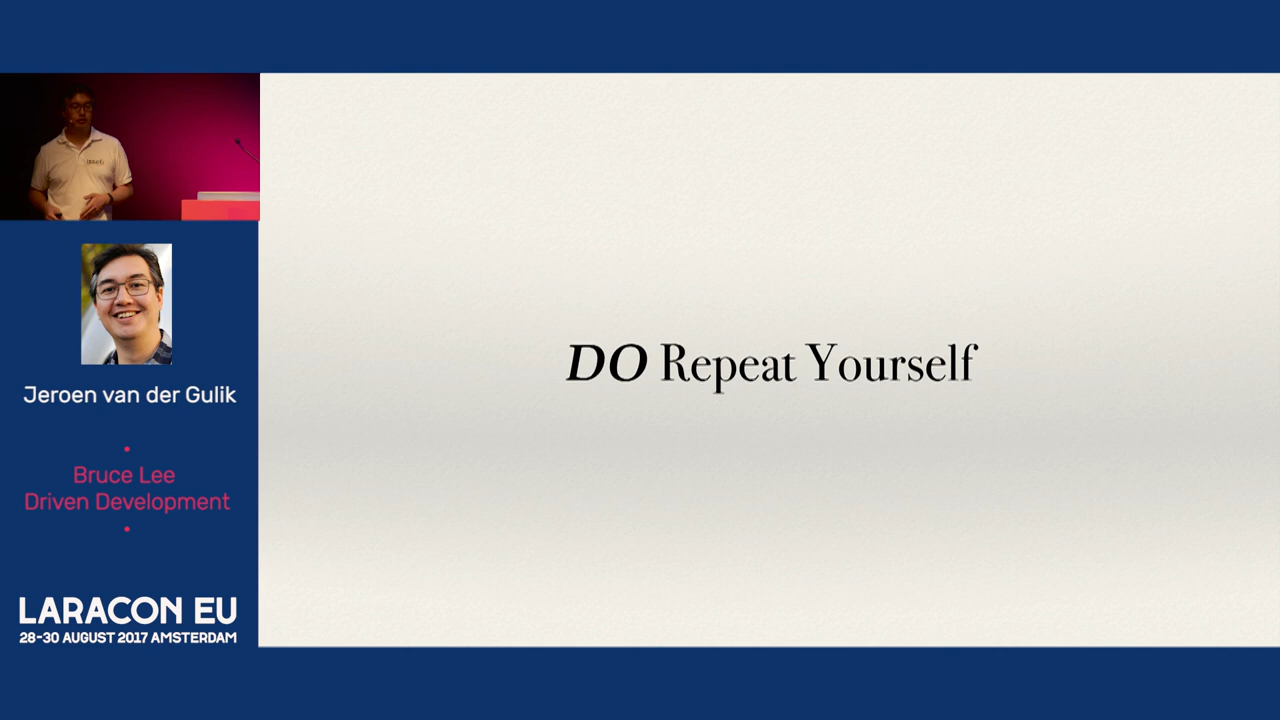 DO Repeat Yourself
Jeroen van der Gulik
Bruce Lee
Driven Development
LARACON EU
28-30 AUGUST 2017 AMSTERDAM